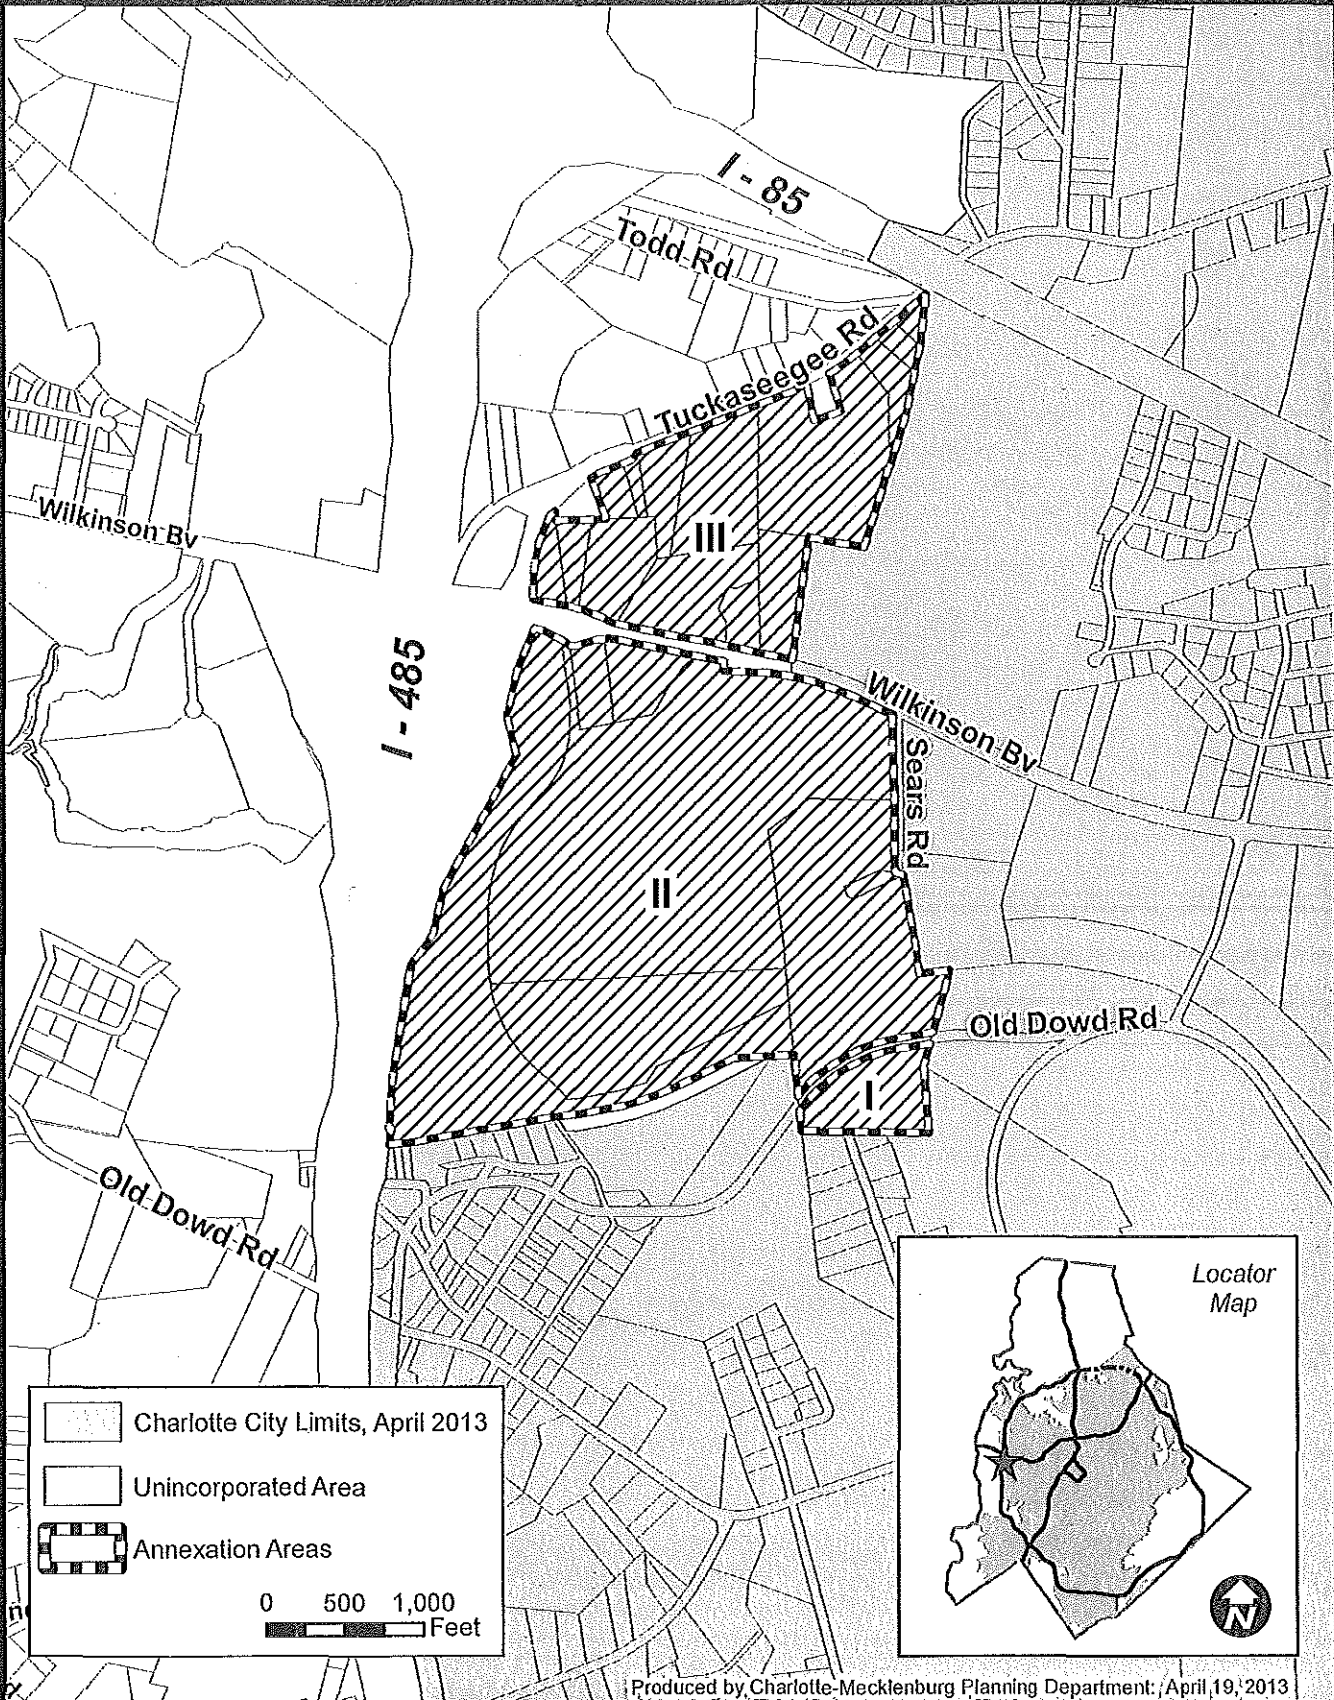 I - 85
Todd Rd
Tuckaseegee Rd
Wilkinson Bv
III
I - 485
Wilkinson Bv
Sears Rd
II
Old Dowd Rd
I
Old Dowd Rd
Locator
Map
Charlotte City Limits, April 2013
Unincorporated Area
Annexation Areas
0 500 1,000
Feet
N
Produced by Charlotte-Mecklenburg Planning Department: April 19, 2013